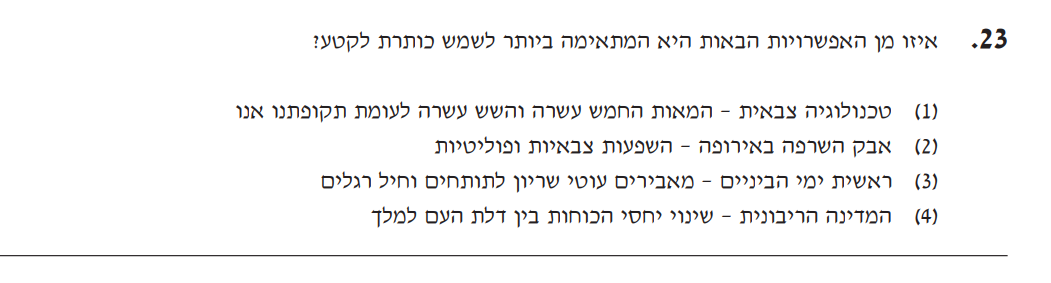 23. איזו מן האפשרויות הבאות היא המתאימה ביותר לשמש כותרת לקטע?
(1) טכנולוגיה צבאית – המאות החמש עשרה והשש עשרה לעומת תקופתנו אנו
(2) אבק השרפה באירופה – השפעות צבאיות ופוליטיות
(3) ראשית ימי הביניים – מאבירים עוטי שריון לתותחים וחיל רגלים
(4) המדינה הריבונית – שינוי יחסי הכוחות בין דלת העם למלך